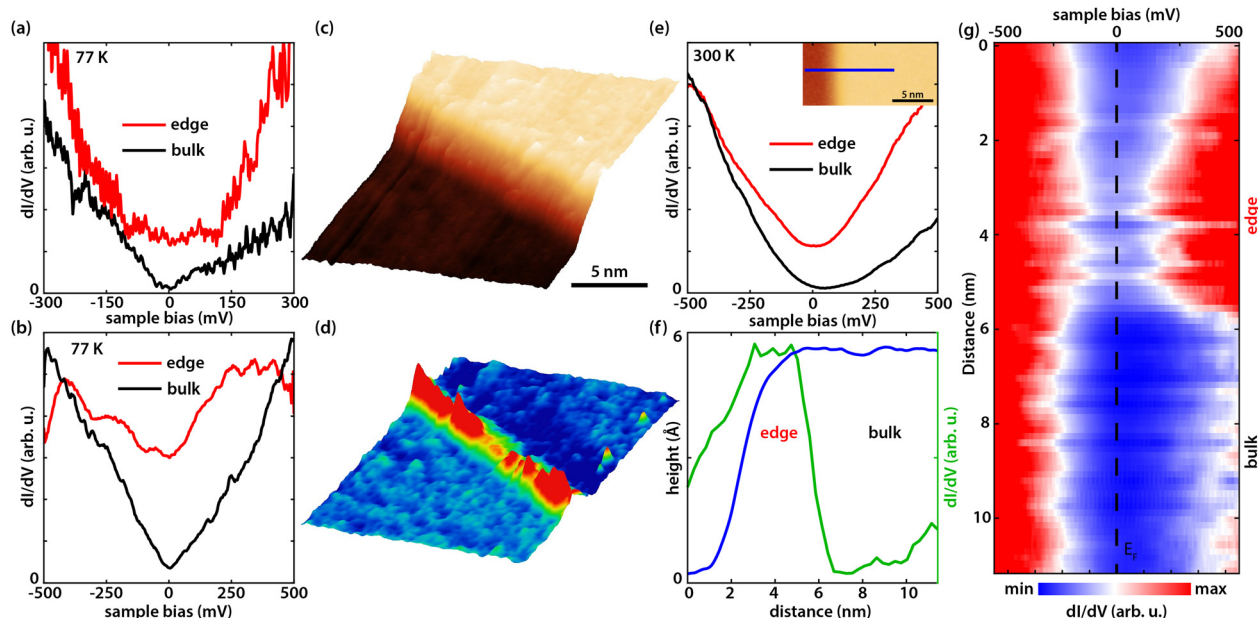 (a)
77 K
edge
bulk
dI/dV (arb. u.)
0
-300 -150 0 150 300
sample bias (mV)
(b)
77 K
edge
bulk
dI/dV (arb. u.)
0
-500 -250 0 250 500
sample bias (mV)
(c)
5 nm
(d)
(e)
300 K
5 nm
edge
bulk
dI/dV (arb. u.)
0
-500 -250 0 250 500
sample bias (mV)
(f)
6
height (Å)
0
edge
bulk
dI/dV (arb. u.)
0 2 4 6 8 10
distance (nm)
sample bias (mV)
(g)
-500 0 500
0
2
4
6
8
10
Distance (nm)
edge
bulk
EF
min max
dI/dV (arb. u.)